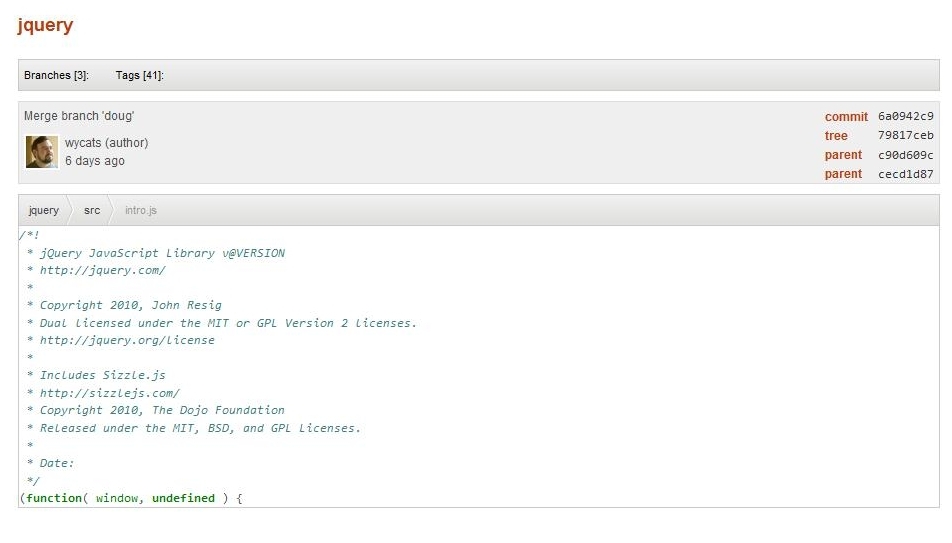 jquery
Branches [3]: Tags [41]:
Merge branch 'doug'
wycats (author)
6 days ago
commit 6a0942c9
tree 79817ceb
parent c90d609c
parent cecd1d87
jquery src intro.js
/*!
 * jQuery JavaScript Library v@VERSION
 * http://jquery.com/
 *
 * Copyright 2010, John Resig
 * Dual licensed under the MIT or GPL Version 2 licenses.
 * http://jquery.org/license
 *
 * Includes Sizzle.js
 * http://sizzlejs.com/
 * Copyright 2010, The Dojo Foundation
 * Released under the MIT, BSD, and GPL Licenses.
 *
 * Date:
 */
(function( window, undefined ) {